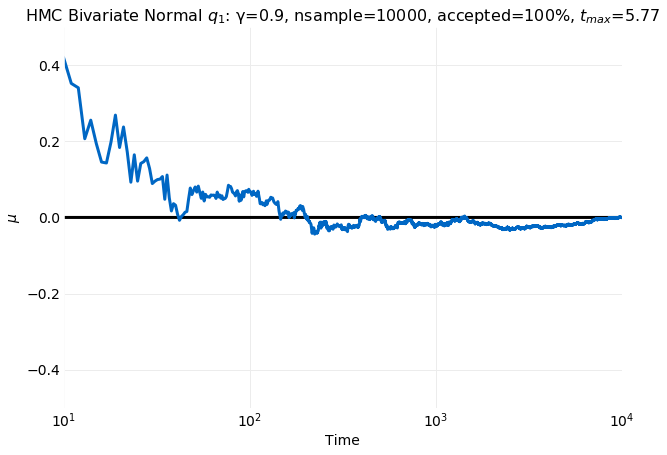 HMC Bivariate Normal q₁: γ=0.9, nsample=10000, accepted=100%, tₘₐₓ=5.77
0.4
0.2
0.0
−0.2
−0.4
μ
10¹ 10² 10³ 10⁴
Time